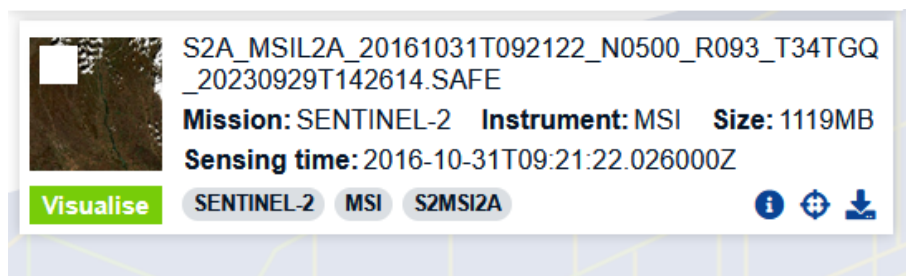 S2A_MSIL2A_20161031T092122_N0500_R093_T34TGQ
_20230929T142614.SAFE
Mission: SENTINEL-2 Instrument: MSI Size: 1119MB
Sensing time: 2016-10-31T09:21:22.026000Z
Visualise SENTINEL-2 MSI S2MSI2A